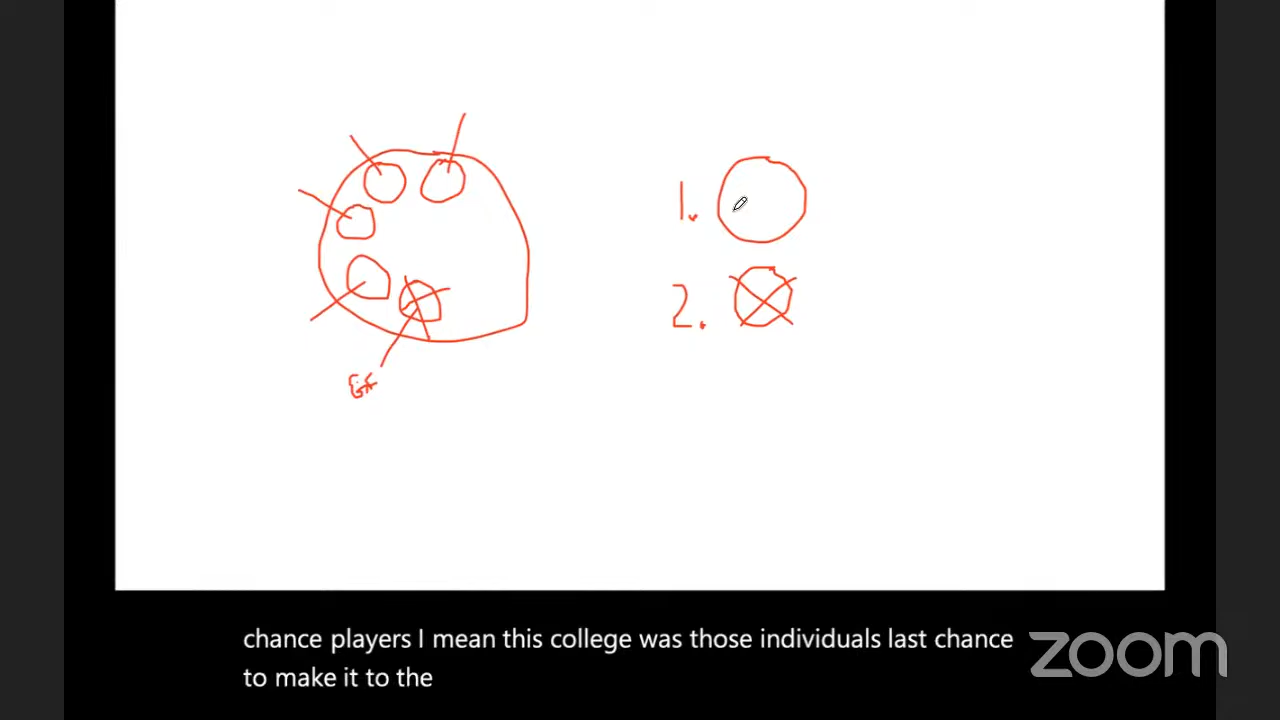 1.
2.
chance players I mean this college was those individuals last chance
to make it to the
zoom